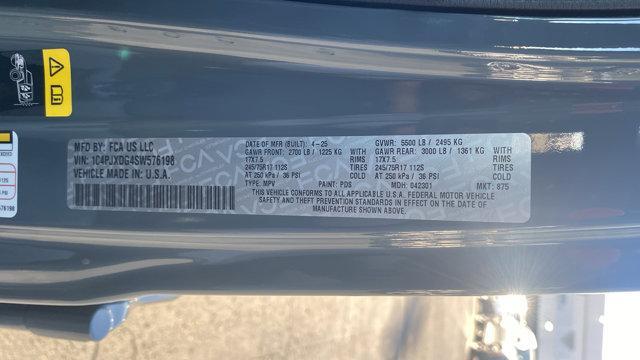 MFD BY: FCA US LLC
VIN: 1C4PJXDG4SW576198
VEHICLE MADE IN U.S.A.
DATE OF MFR (BUILT): 4-25
GAWR FRONT: 2700 LB / 1225 KG WITH
17X7.5 RIMS
245/75R17 112S TIRES
AT 250 kPa / 36 PSI COLD
GVWR: 5500 LB / 2495 KG
GAWR REAR: 3000 LB / 1361 KG WITH
17X7.5 RIMS
245/75R17 112S TIRES
AT 250 kPa / 36 PSI COLD
TYPE: MPV PAINT: PDS MDH: 042301 MKT: 875
THIS VEHICLE CONFORMS TO ALL APPLICABLE U.S.A. FEDERAL MOTOR VEHICLE
SAFETY AND THEFT PREVENTION STANDARDS IN EFFECT ON THE DATE OF
MANUFACTURE SHOWN ABOVE.
576198